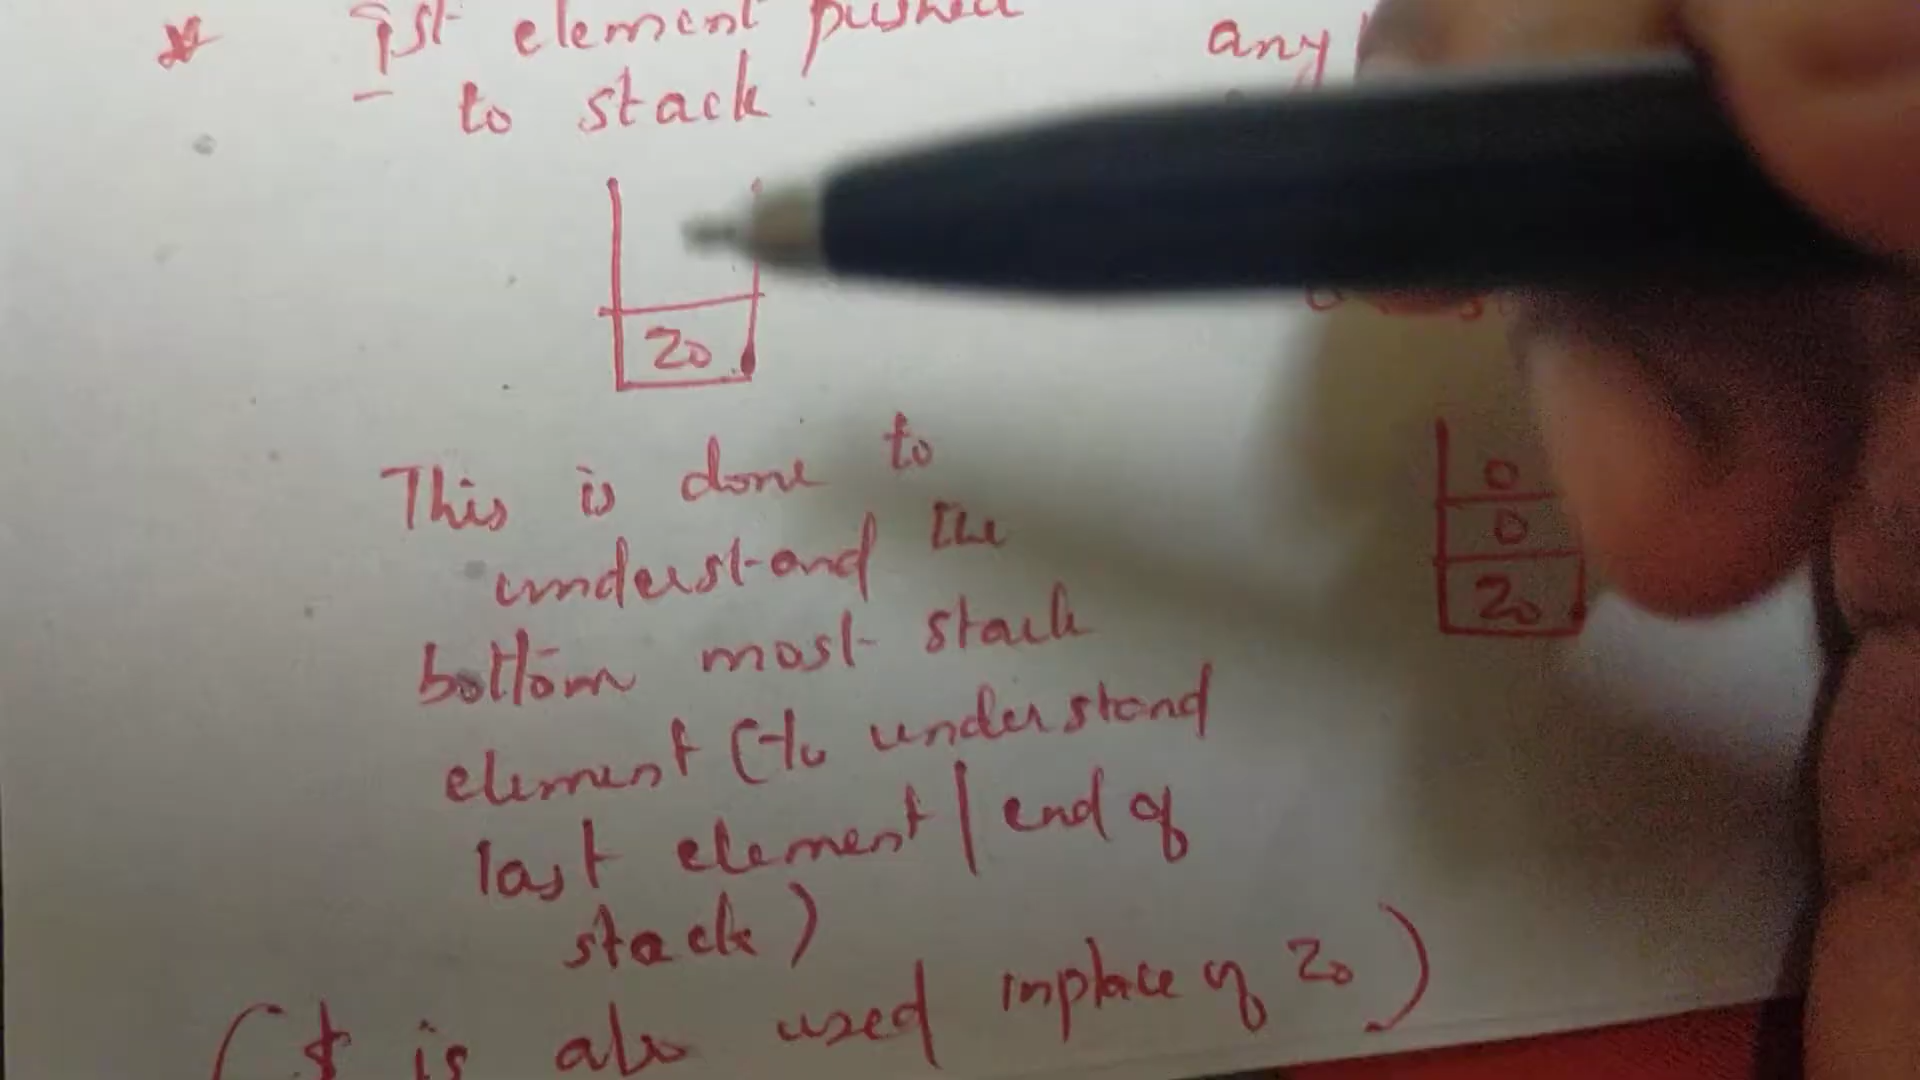 * Ist element pushed
to stack.
Z0
This is done to
understand the
bottom most stack
element (to understand
last element / end of
stack)
($ is also used inplace of Z0)
any
0
0
Z0